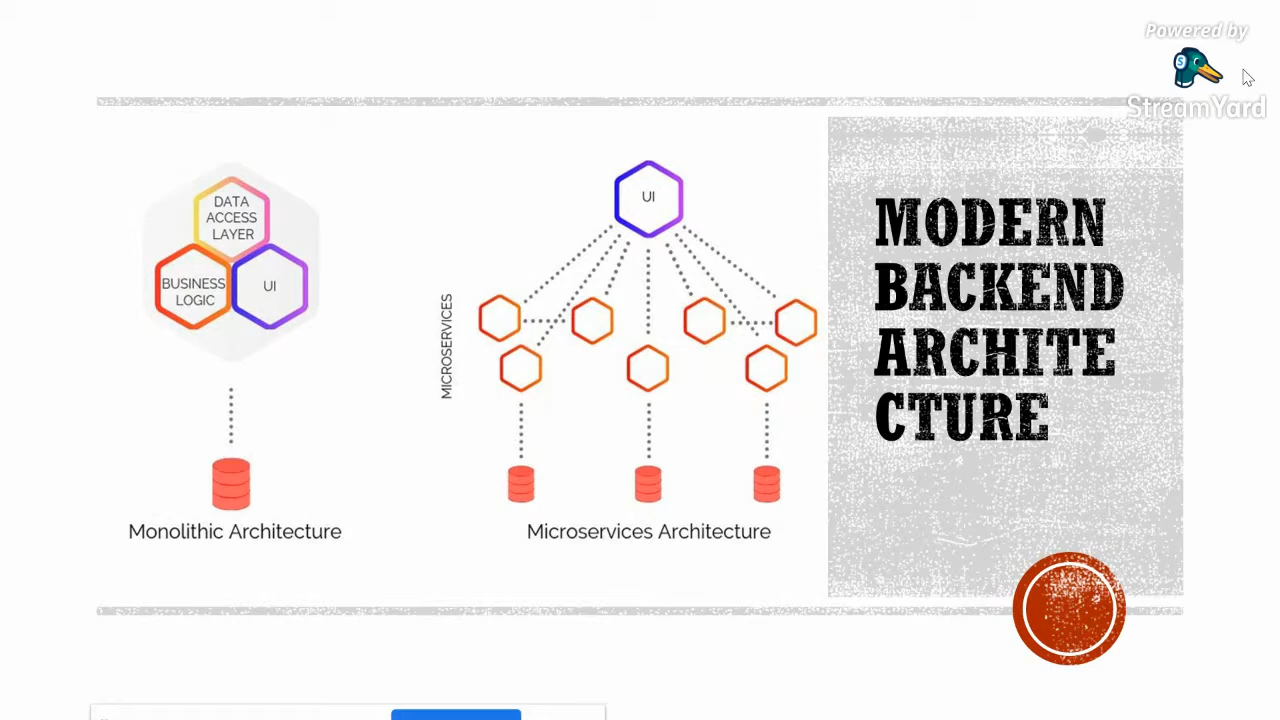 Powered by
StreamYard
DATA
ACCESS
LAYER
BUSINESS
LOGIC
UI
Monolithic Architecture
UI
MICROSERVICES
Microservices Architecture
MODERN
BACKEND
ARCHITE
CTURE